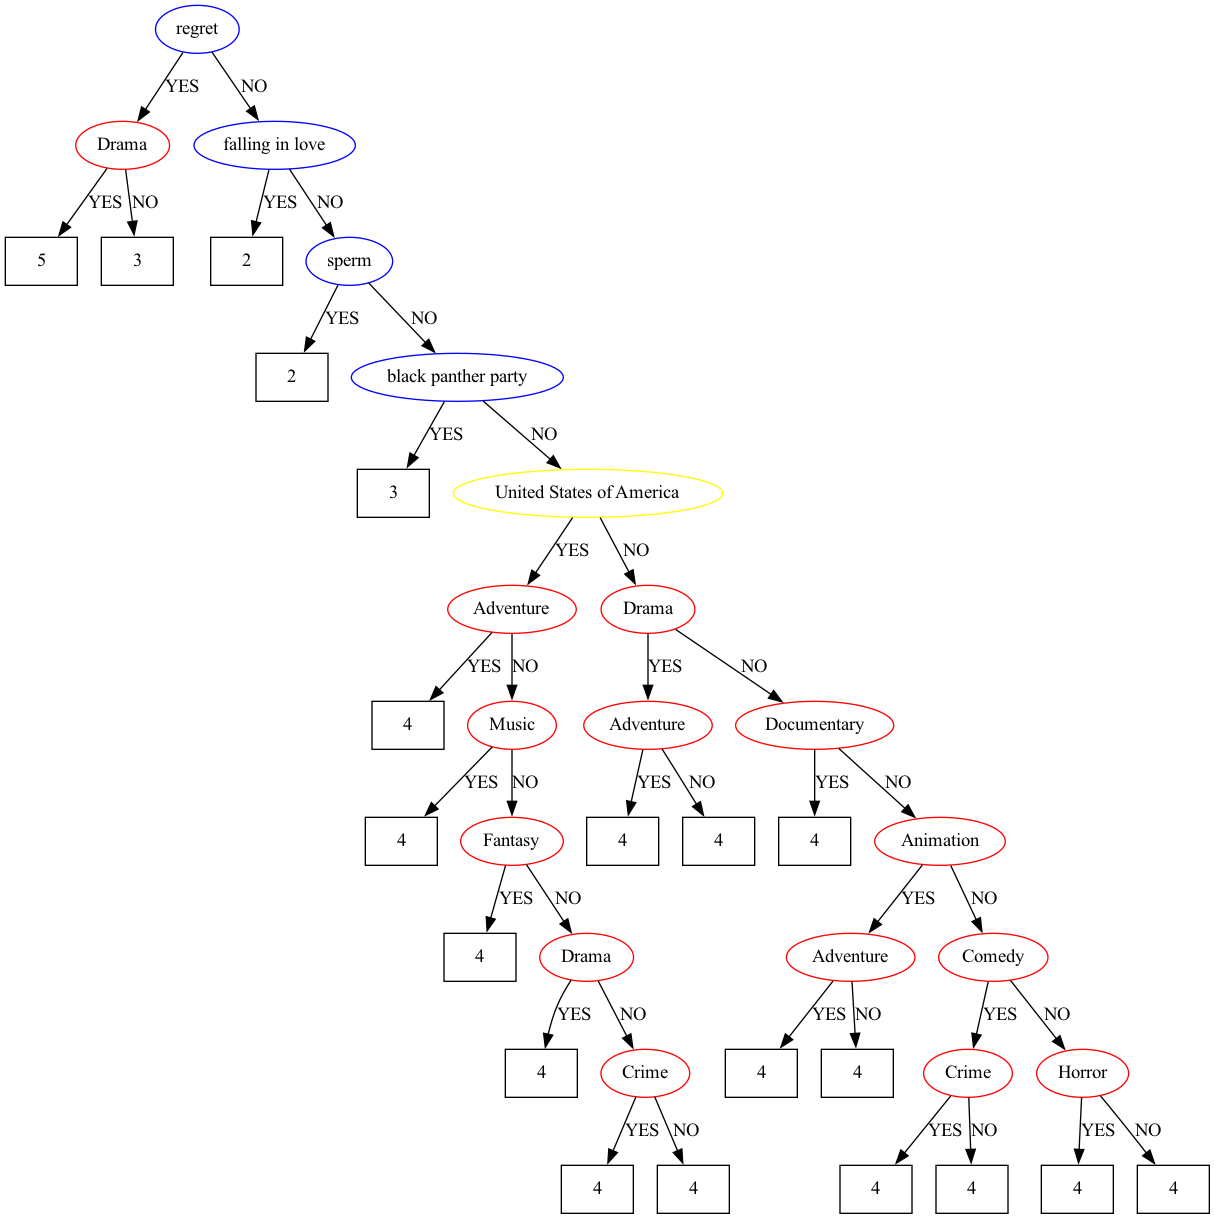 regret
YES NO
Drama falling in love
YES NO YES NO
5 3 2 sperm
YES NO
2 black panther party
YES NO
3 United States of America
YES NO
Adventure Drama
YES NO YES NO
4 Music Adventure Documentary
YES NO YES NO YES NO
4 Fantasy 4 4 4 Animation
YES NO YES NO
4 Drama Adventure Comedy
YES NO YES NO YES NO
4 Crime 4 4 Crime Horror
YES NO YES NO YES NO
4 4 4 4 4 4